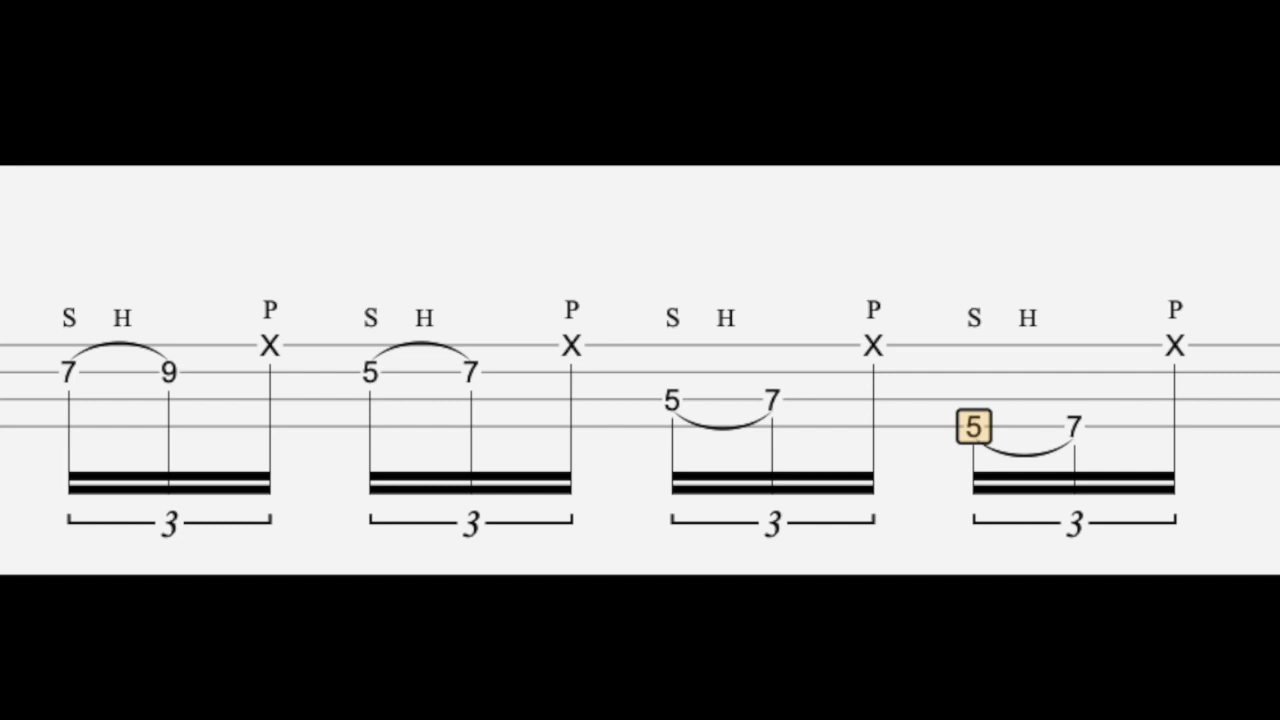 S H P S H P S H P S H P
X X X X
7 9 5 7
5 7
5 7
3 3 3 3